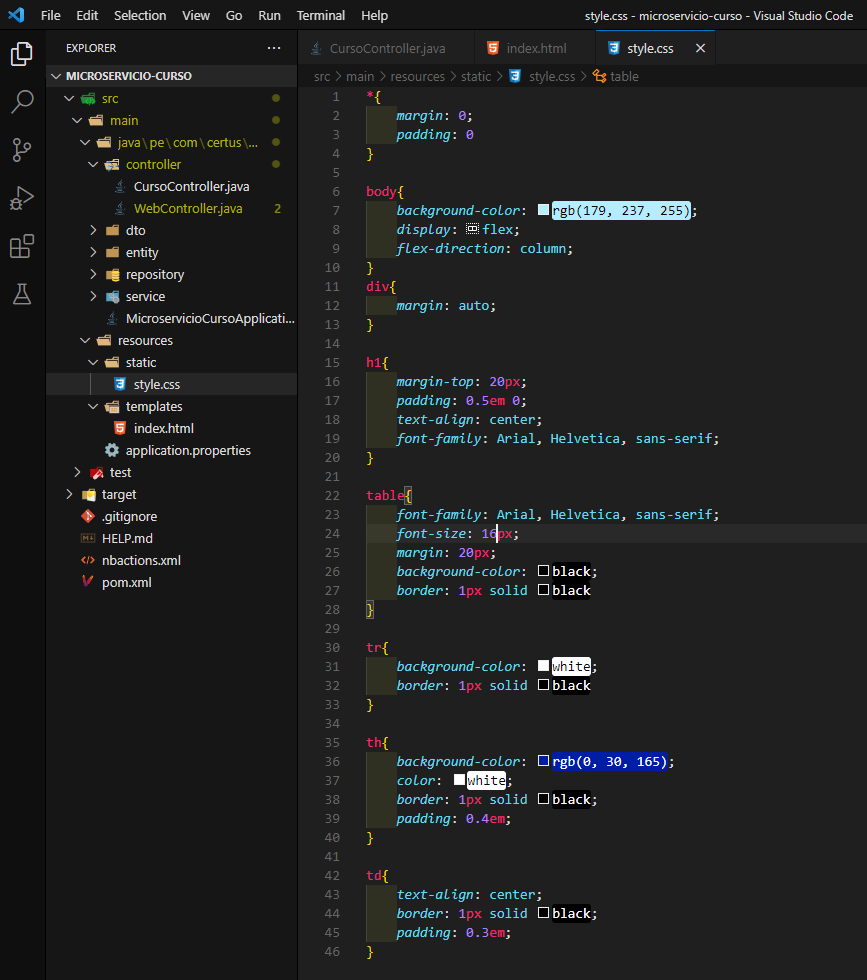 File Edit Selection View Go Run Terminal Help style.css - microservicio-curso - Visual Studio Code
EXPLORER ...
MICROSERVICIO-CURSO
src
main
java\pe\com\certus\...
controller
CursoController.java
WebController.java 2
dto
entity
repository
service
MicroservicioCursoApplicati...
resources
static
style.css
templates
index.html
application.properties
test
target
.gitignore
HELP.md
nbactions.xml
pom.xml
CursoController.java index.html style.css
src > main > resources > static > style.css > table
1 *{
2 margin: 0;
3 padding: 0
4 }
5
6 body{
7 background-color: rgb(179, 237, 255);
8 display: flex;
9 flex-direction: column;
10 }
11 div{
12 margin: auto;
13 }
14
15 h1{
16 margin-top: 20px;
17 padding: 0.5em 0;
18 text-align: center;
19 font-family: Arial, Helvetica, sans-serif;
20 }
21
22 table{
23 font-family: Arial, Helvetica, sans-serif;
24 font-size: 16px;
25 margin: 20px;
26 background-color: black;
27 border: 1px solid black
28 }
29
30 tr{
31 background-color: white;
32 border: 1px solid black
33 }
34
35 th{
36 background-color: rgb(0, 30, 165);
37 color: white;
38 border: 1px solid black;
39 padding: 0.4em;
40 }
41
42 td{
43 text-align: center;
44 border: 1px solid black;
45 padding: 0.3em;
46 }